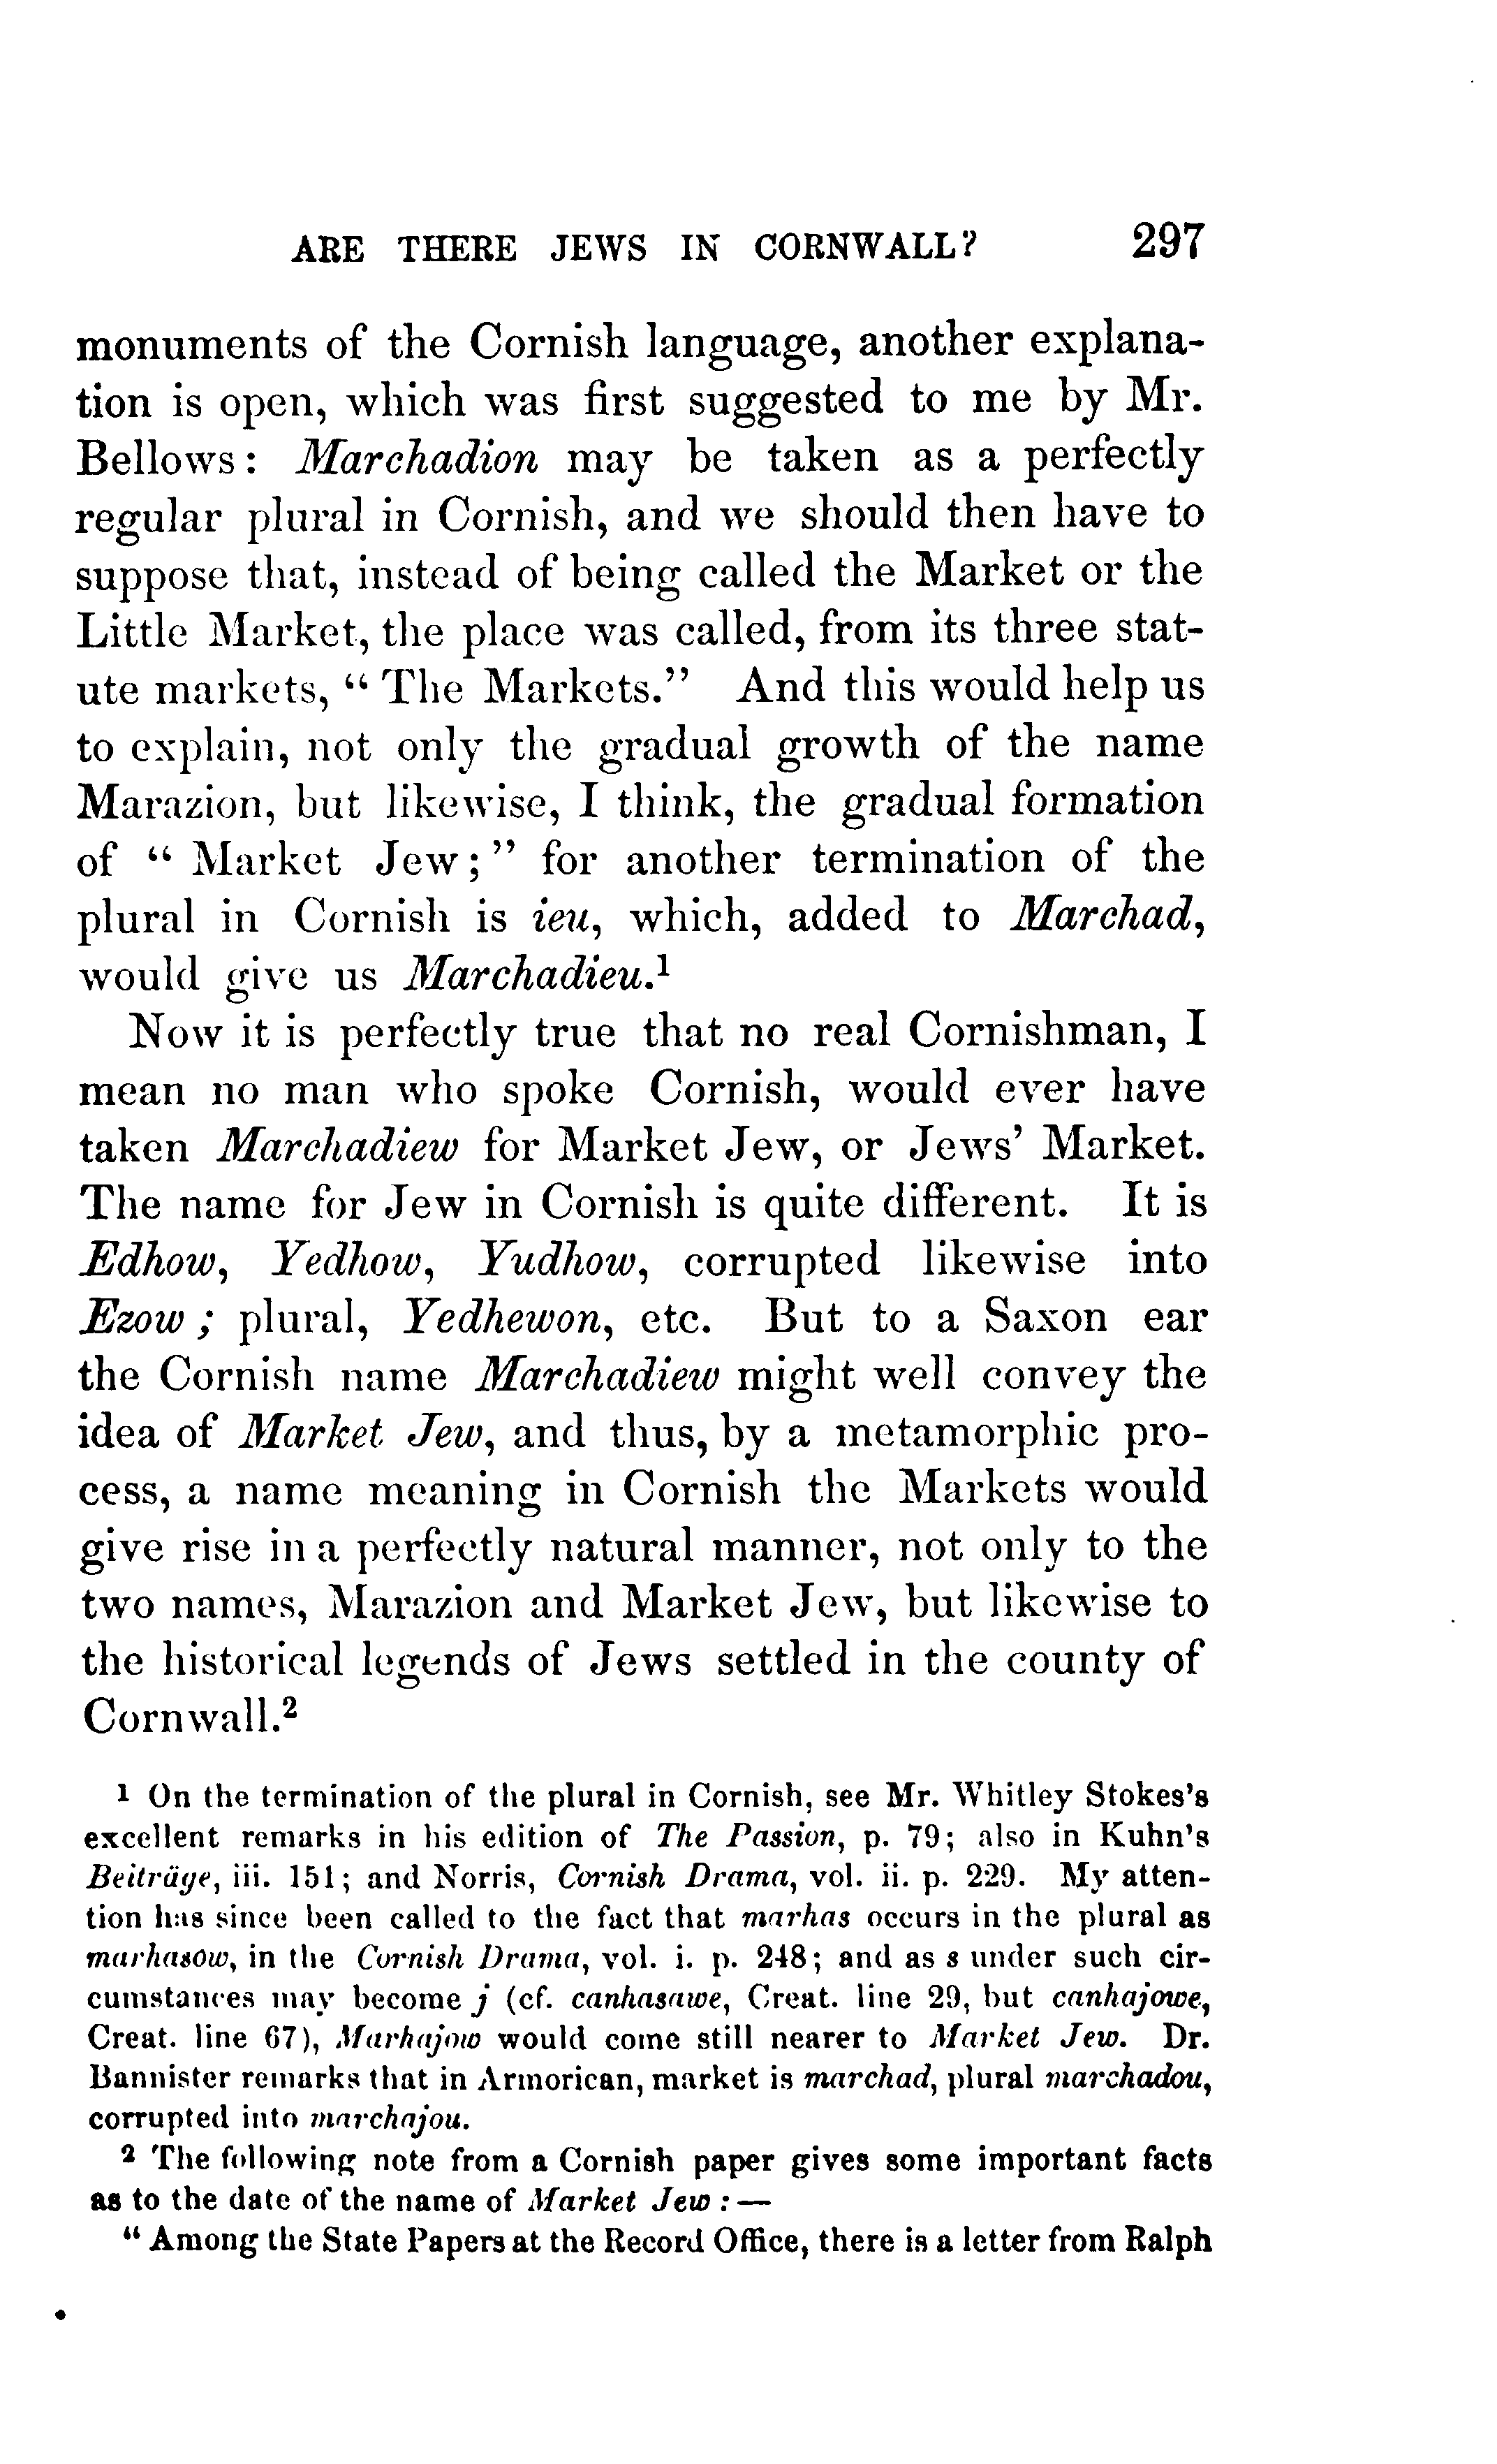 ARE THERE JEWS IN CORNWALL? 297
monuments of the Cornish language, another explana-
tion is open, which was first suggested to me by Mr.
Bellows: Marchadion may be taken as a perfectly
regular plural in Cornish, and we should then have to
suppose that, instead of being called the Market or the
Little Market, the place was called, from its three stat-
ute markets, “The Markets.” And this would help us
to explain, not only the gradual growth of the name
Marazion, but likewise, I think, the gradual formation
of “Market Jew;” for another termination of the
plural in Cornish is ieu, which, added to Marchad,
would give us Marchadieu.¹
Now it is perfectly true that no real Cornishman, I
mean no man who spoke Cornish, would ever have
taken Marchadiew for Market Jew, or Jews’ Market.
The name for Jew in Cornish is quite different. It is
Edhow, Yedhow, Yudhow, corrupted likewise into
Ezow; plural, Yedhewon, etc. But to a Saxon ear
the Cornish name Marchadiew might well convey the
idea of Market Jew, and thus, by a metamorphic pro-
cess, a name meaning in Cornish the Markets would
give rise in a perfectly natural manner, not only to the
two names, Marazion and Market Jew, but likewise to
the historical legends of Jews settled in the county of
Cornwall.²
¹ On the termination of the plural in Cornish, see Mr. Whitley Stokes’s
excellent remarks in his edition of The Passion, p. 79; also in Kuhn’s
Beiträge, iii. 151; and Norris, Cornish Drama, vol. ii. p. 229. My atten-
tion has since been called to the fact that marhas occurs in the plural as
marhasow, in the Cornish Drama, vol. i. p. 248; and as s under such cir-
cumstances may become j (cf. canhasawe, Creat. line 29, but canhajowe,
Creat. line 67), Marhajow would come still nearer to Market Jew. Dr.
Bannister remarks that in Armorican, market is marchad, plural marchadou,
corrupted into marchajou.
² The following note from a Cornish paper gives some important facts
as to the date of the name of Market Jew:—
“Among the State Papers at the Record Office, there is a letter from Ralph